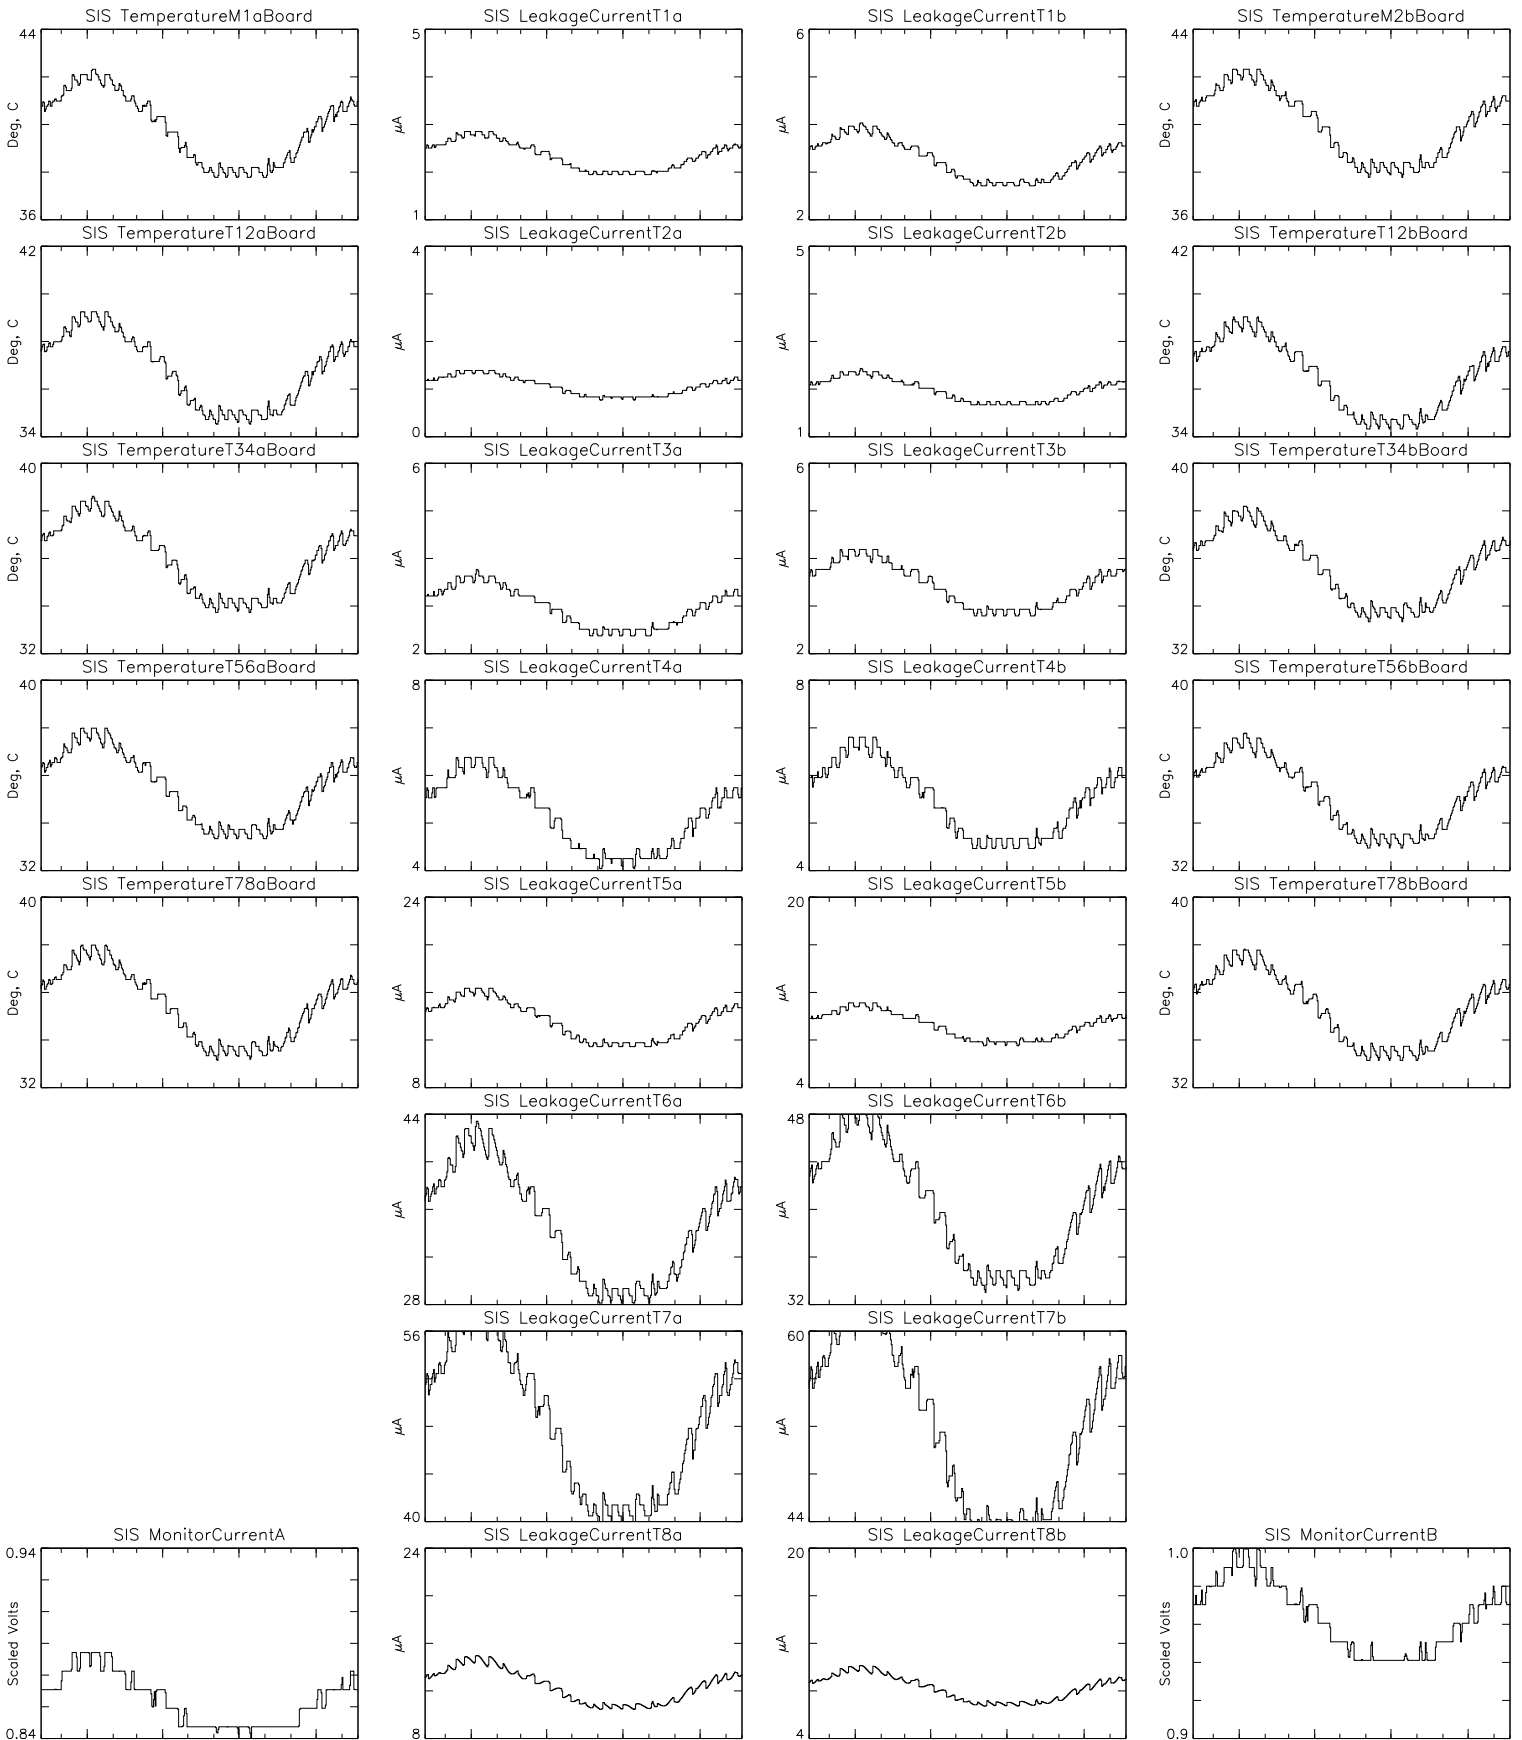 SIS TemperatureM1aBoard
44
Deg, C
36
SIS LeakageCurrentT1a
5
μA
1
SIS LeakageCurrentT1b
6
μA
2
SIS TemperatureM2bBoard
44
Deg, C
36
SIS TemperatureT12aBoard
42
Deg, C
34
SIS LeakageCurrentT2a
4
μA
0
SIS LeakageCurrentT2b
5
μA
1
SIS TemperatureT12bBoard
42
Deg, C
34
SIS TemperatureT34aBoard
40
Deg, C
32
SIS LeakageCurrentT3a
6
μA
2
SIS LeakageCurrentT3b
6
μA
2
SIS TemperatureT34bBoard
40
Deg, C
32
SIS TemperatureT56aBoard
40
Deg, C
32
SIS LeakageCurrentT4a
8
μA
4
SIS LeakageCurrentT4b
8
μA
4
SIS TemperatureT56bBoard
40
Deg, C
32
SIS TemperatureT78aBoard
40
Deg, C
32
SIS LeakageCurrentT5a
24
μA
8
SIS LeakageCurrentT5b
20
μA
4
SIS TemperatureT78bBoard
40
Deg, C
32
SIS LeakageCurrentT6a
44
μA
28
SIS LeakageCurrentT6b
48
μA
32
SIS LeakageCurrentT7a
56
μA
40
SIS LeakageCurrentT7b
60
μA
44
SIS MonitorCurrentA
0.94
Scaled Volts
0.84
SIS LeakageCurrentT8a
24
μA
8
SIS LeakageCurrentT8b
20
μA
4
SIS MonitorCurrentB
1.0
Scaled Volts
0.9